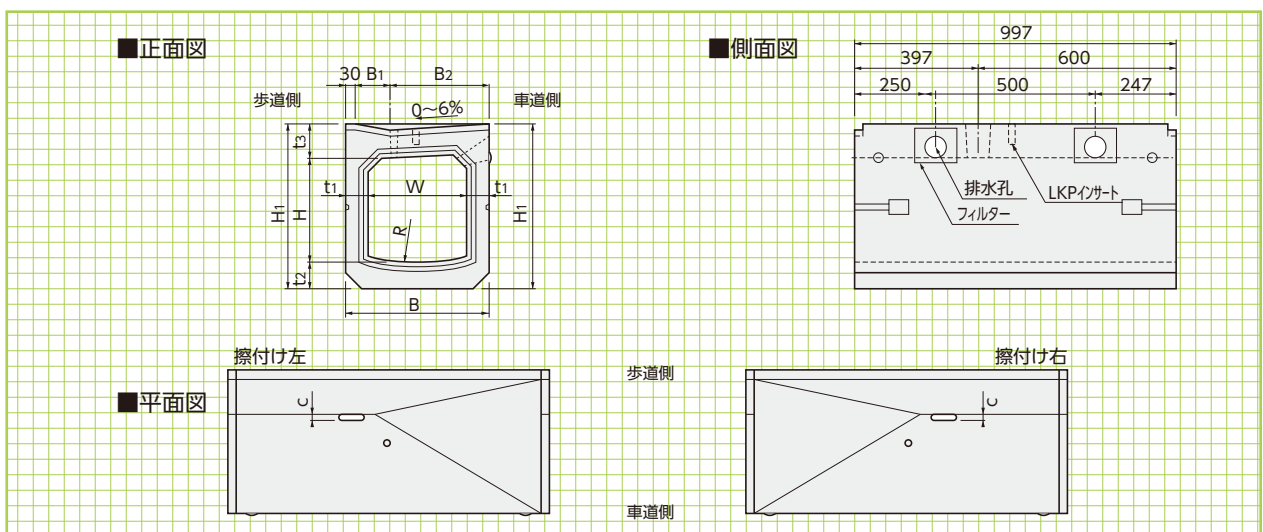 ■正面図
30 B1 B2
歩道側
車道側
0～6%
t3
t1
W
t1
H1
H
H1
R
t2
B
■側面図
997
397
600
250
500
247
排水孔
LKPインサート
フィルター
擦付け左
擦付け右
歩道側
■平面図
c
c
車道側